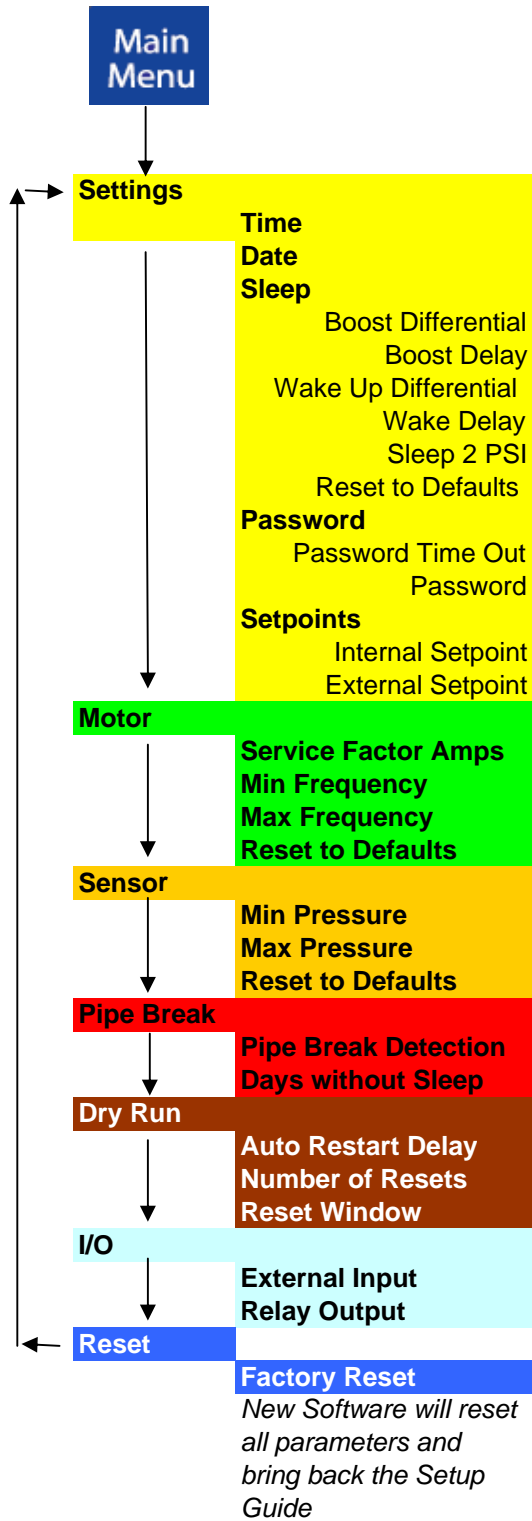 Main
Menu
Settings
Time
Date
Sleep
Boost Differential
Boost Delay
Wake Up Differential
Wake Delay
Sleep 2 PSI
Reset to Defaults
Password
Password Time Out
Password
Setpoints
Internal Setpoint
External Setpoint
Motor
Service Factor Amps
Min Frequency
Max Frequency
Reset to Defaults
Sensor
Min Pressure
Max Pressure
Reset to Defaults
Pipe Break
Pipe Break Detection
Days without Sleep
Dry Run
Auto Restart Delay
Number of Resets
Reset Window
I/O
External Input
Relay Output
Reset
Factory Reset
New Software will reset
all parameters and
bring back the Setup
Guide